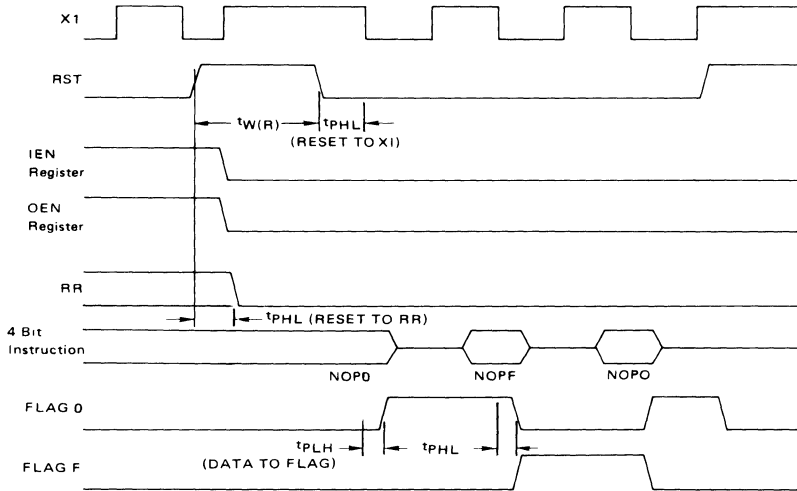 X1
RST
tW(R)
tPHL
(RESET TO XI)
IEN
Register
OEN
Register
RR
tPHL (RESET TO RR)
4 Bit
Instruction
NOP0
NOPF
NOPO
FLAG 0
tPLH
(DATA TO FLAG)
tPHL
FLAG F